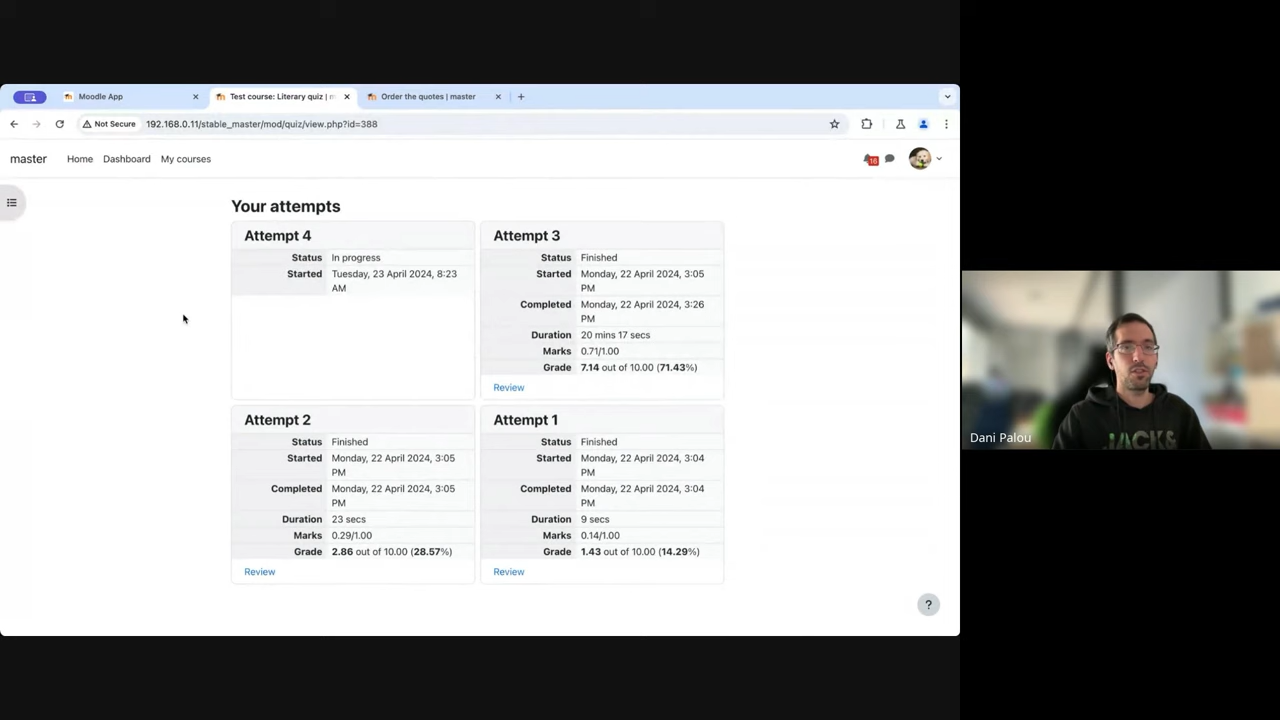 Moodle App
Test course: Literary quiz | m
Order the quotes | master
Not Secure
192.168.0.11/stable_master/mod/quiz/view.php?id=388
master
Home
Dashboard
My courses
16
Your attempts
Attempt 4
Status In progress
Started Tuesday, 23 April 2024, 8:23
AM
Attempt 3
Status Finished
Started Monday, 22 April 2024, 3:05
PM
Completed Monday, 22 April 2024, 3:26
PM
Duration 20 mins 17 secs
Marks 0.71/1.00
Grade 7.14 out of 10.00 (71.43%)
Review
Attempt 2
Status Finished
Started Monday, 22 April 2024, 3:05
PM
Completed Monday, 22 April 2024, 3:05
PM
Duration 23 secs
Marks 0.29/1.00
Grade 2.86 out of 10.00 (28.57%)
Review
Attempt 1
Status Finished
Started Monday, 22 April 2024, 3:04
PM
Completed Monday, 22 April 2024, 3:04
PM
Duration 9 secs
Marks 0.14/1.00
Grade 1.43 out of 10.00 (14.29%)
Review
?
JACK&
Dani Palou